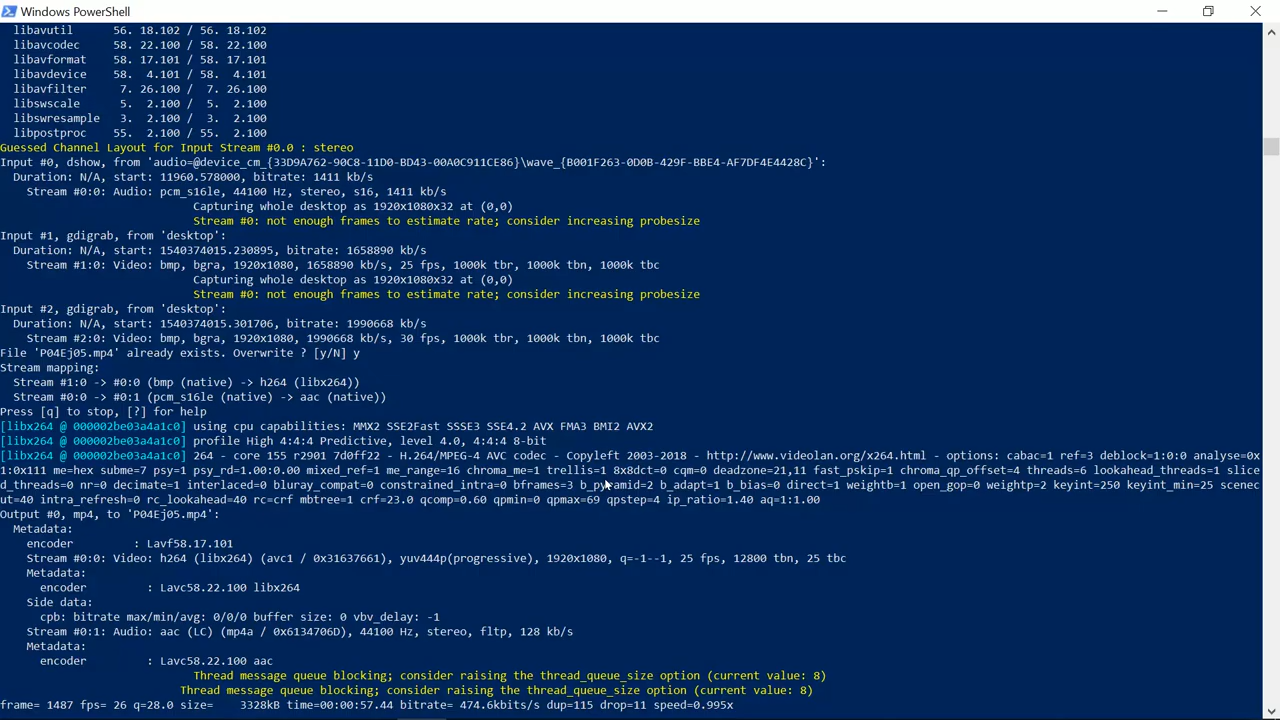 Windows PowerShell
libavutil      56. 18.102 / 56. 18.102
libavcodec     58. 22.100 / 58. 22.100
libavformat    58. 17.101 / 58. 17.101
libavdevice    58.  4.101 / 58.  4.101
libavfilter     7. 26.100 /  7. 26.100
libswscale      5.  2.100 /  5.  2.100
libswresample   3.  2.100 /  3.  2.100
libpostproc    55.  2.100 / 55.  2.100
Guessed Channel Layout for Input Stream #0.0 : stereo
Input #0, dshow, from 'audio=@device_cm_{33D9A762-90C8-11D0-BD43-00A0C911CE86}\wave_{B001F263-0D0B-429F-BBE4-AF7DF4E4428C}':
Duration: N/A, start: 11960.578000, bitrate: 1411 kb/s
Stream #0:0: Audio: pcm_s16le, 44100 Hz, stereo, s16, 1411 kb/s
Capturing whole desktop as 1920x1080x32 at (0,0)
Stream #0: not enough frames to estimate rate; consider increasing probesize
Input #1, gdigrab, from 'desktop':
Duration: N/A, start: 1540374015.230895, bitrate: 1658890 kb/s
Stream #1:0: Video: bmp, bgra, 1920x1080, 1658890 kb/s, 25 fps, 1000k tbr, 1000k tbn, 1000k tbc
Capturing whole desktop as 1920x1080x32 at (0,0)
Stream #0: not enough frames to estimate rate; consider increasing probesize
Input #2, gdigrab, from 'desktop':
Duration: N/A, start: 1540374015.301706, bitrate: 1990668 kb/s
Stream #2:0: Video: bmp, bgra, 1920x1080, 1990668 kb/s, 30 fps, 1000k tbr, 1000k tbn, 1000k tbc
File 'P04Ej05.mp4' already exists. Overwrite ? [y/N] y
Stream mapping:
Stream #1:0 -> #0:0 (bmp (native) -> h264 (libx264))
Stream #0:0 -> #0:1 (pcm_s16le (native) -> aac (native))
Press [q] to stop, [?] for help
[libx264 @ 000002be03a4a1c0] using cpu capabilities: MMX2 SSE2Fast SSSE3 SSE4.2 AVX FMA3 BMI2 AVX2
[libx264 @ 000002be03a4a1c0] profile High 4:4:4 Predictive, level 4.0, 4:4:4 8-bit
[libx264 @ 000002be03a4a1c0] 264 - core 155 r2901 7d0ff22 - H.264/MPEG-4 AVC codec - Copyleft 2003-2018 - http://www.videolan.org/x264.html - options: cabac=1 ref=3 deblock=1:0:0 analyse=0x
1:0x111 me=hex subme=7 psy=1 psy_rd=1.00:0.00 mixed_ref=1 me_range=16 chroma_me=1 trellis=1 8x8dct=0 cqm=0 deadzone=21,11 fast_pskip=1 chroma_qp_offset=4 threads=6 lookahead_threads=1 slice
d_threads=0 nr=0 decimate=1 interlaced=0 bluray_compat=0 constrained_intra=0 bframes=3 b_pyramid=2 b_adapt=1 b_bias=0 direct=1 weightb=1 open_gop=0 weightp=2 keyint=250 keyint_min=25 scenec
ut=40 intra_refresh=0 rc_lookahead=40 rc=crf mbtree=1 crf=23.0 qcomp=0.60 qpmin=0 qpmax=69 qpstep=4 ip_ratio=1.40 aq=1:1.00
Output #0, mp4, to 'P04Ej05.mp4':
Metadata:
encoder         : Lavf58.17.101
Stream #0:0: Video: h264 (libx264) (avc1 / 0x31637661), yuv444p(progressive), 1920x1080, q=-1--1, 25 fps, 12800 tbn, 25 tbc
Metadata:
encoder         : Lavc58.22.100 libx264
Side data:
cpb: bitrate max/min/avg: 0/0/0 buffer size: 0 vbv_delay: -1
Stream #0:1: Audio: aac (LC) (mp4a / 0x6134706D), 44100 Hz, stereo, fltp, 128 kb/s
Metadata:
encoder         : Lavc58.22.100 aac
Thread message queue blocking; consider raising the thread_queue_size option (current value: 8)
Thread message queue blocking; consider raising the thread_queue_size option (current value: 8)
frame= 1487 fps= 26 q=28.0 size=    3328kB time=00:00:57.44 bitrate= 474.6kbits/s dup=115 drop=11 speed=0.995x